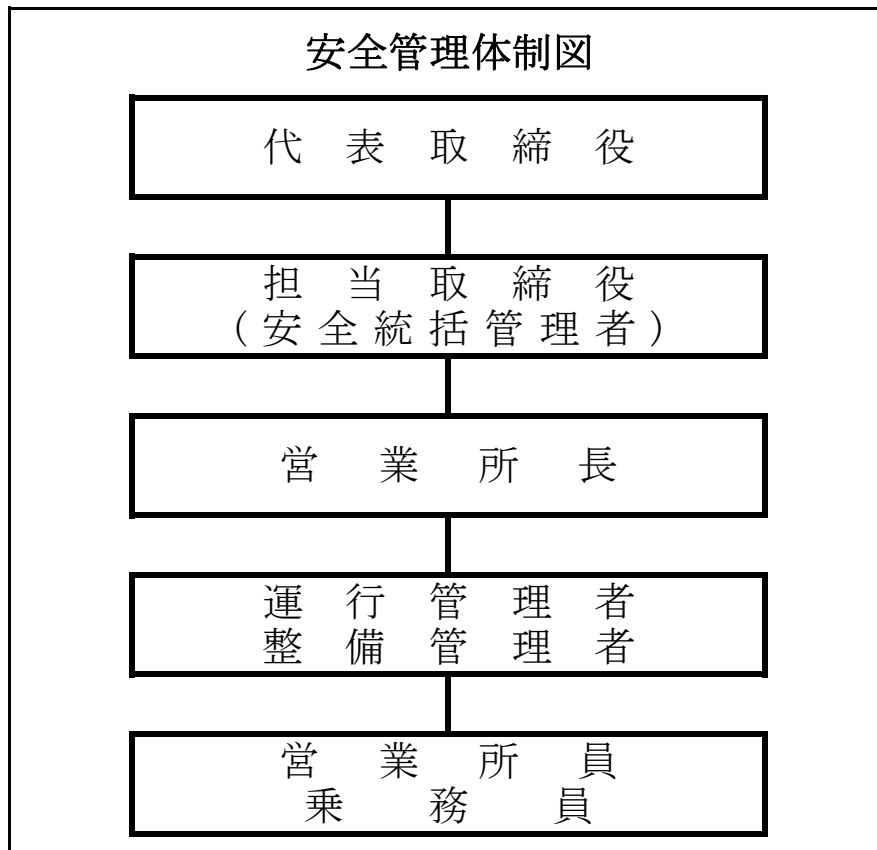 安全管理体制図
代表取締役
担当取締役
(安全統括管理者)
営業所長
運行管理者
整備管理者
営業所員
乗務員